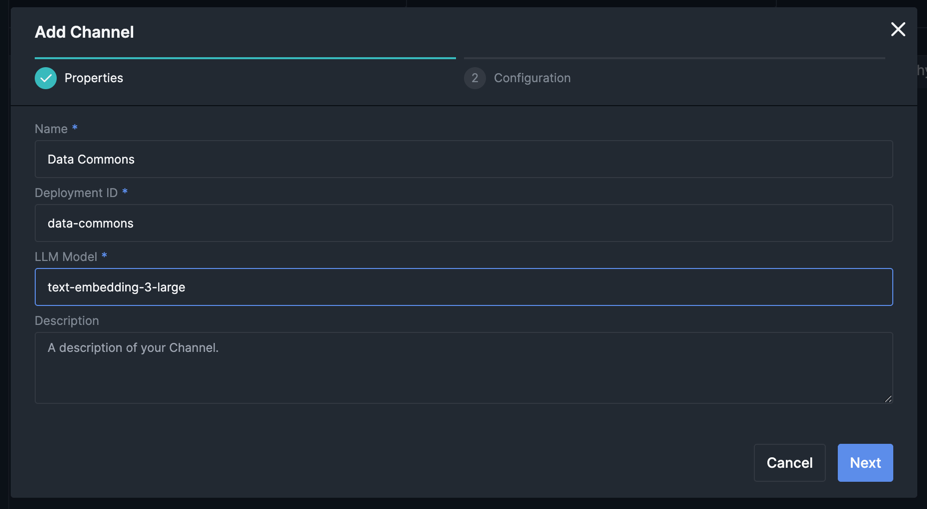 Add Channel
Properties
2 Configuration
Name *
Data Commons
Deployment ID *
data-commons
LLM Model *
text-embedding-3-large
Description
A description of your Channel.
Cancel Next